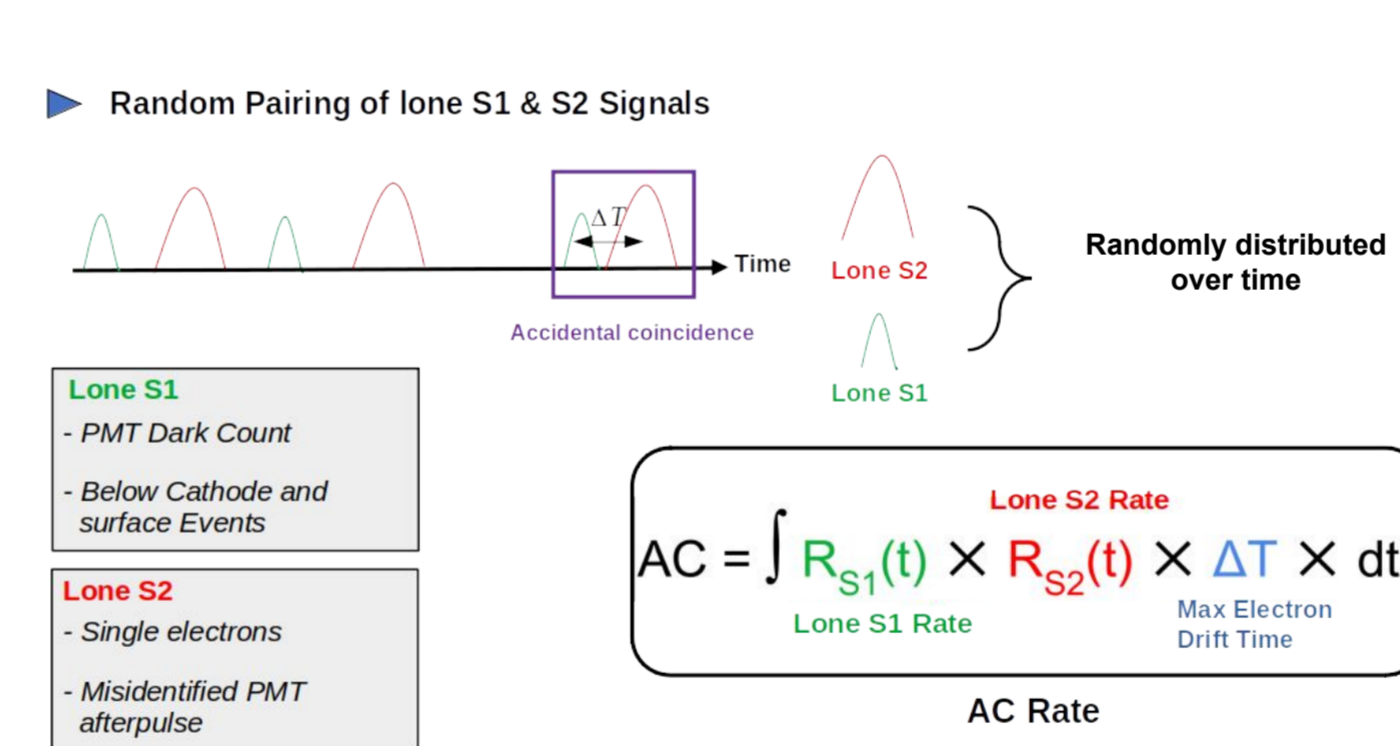 Random Pairing of lone S1 & S2 Signals
ΔT
Time
Accidental coincidence
Lone S2
Lone S1
Randomly distributed
over time
Lone S1
- PMT Dark Count
- Below Cathode and
surface Events
Lone S2
- Single electrons
- Misidentified PMT
afterpulse
Lone S2 Rate
AC = ∫ R_S1(t) × R_S2(t) × ΔT × dt
Lone S1 Rate
Max Electron
Drift Time
AC Rate